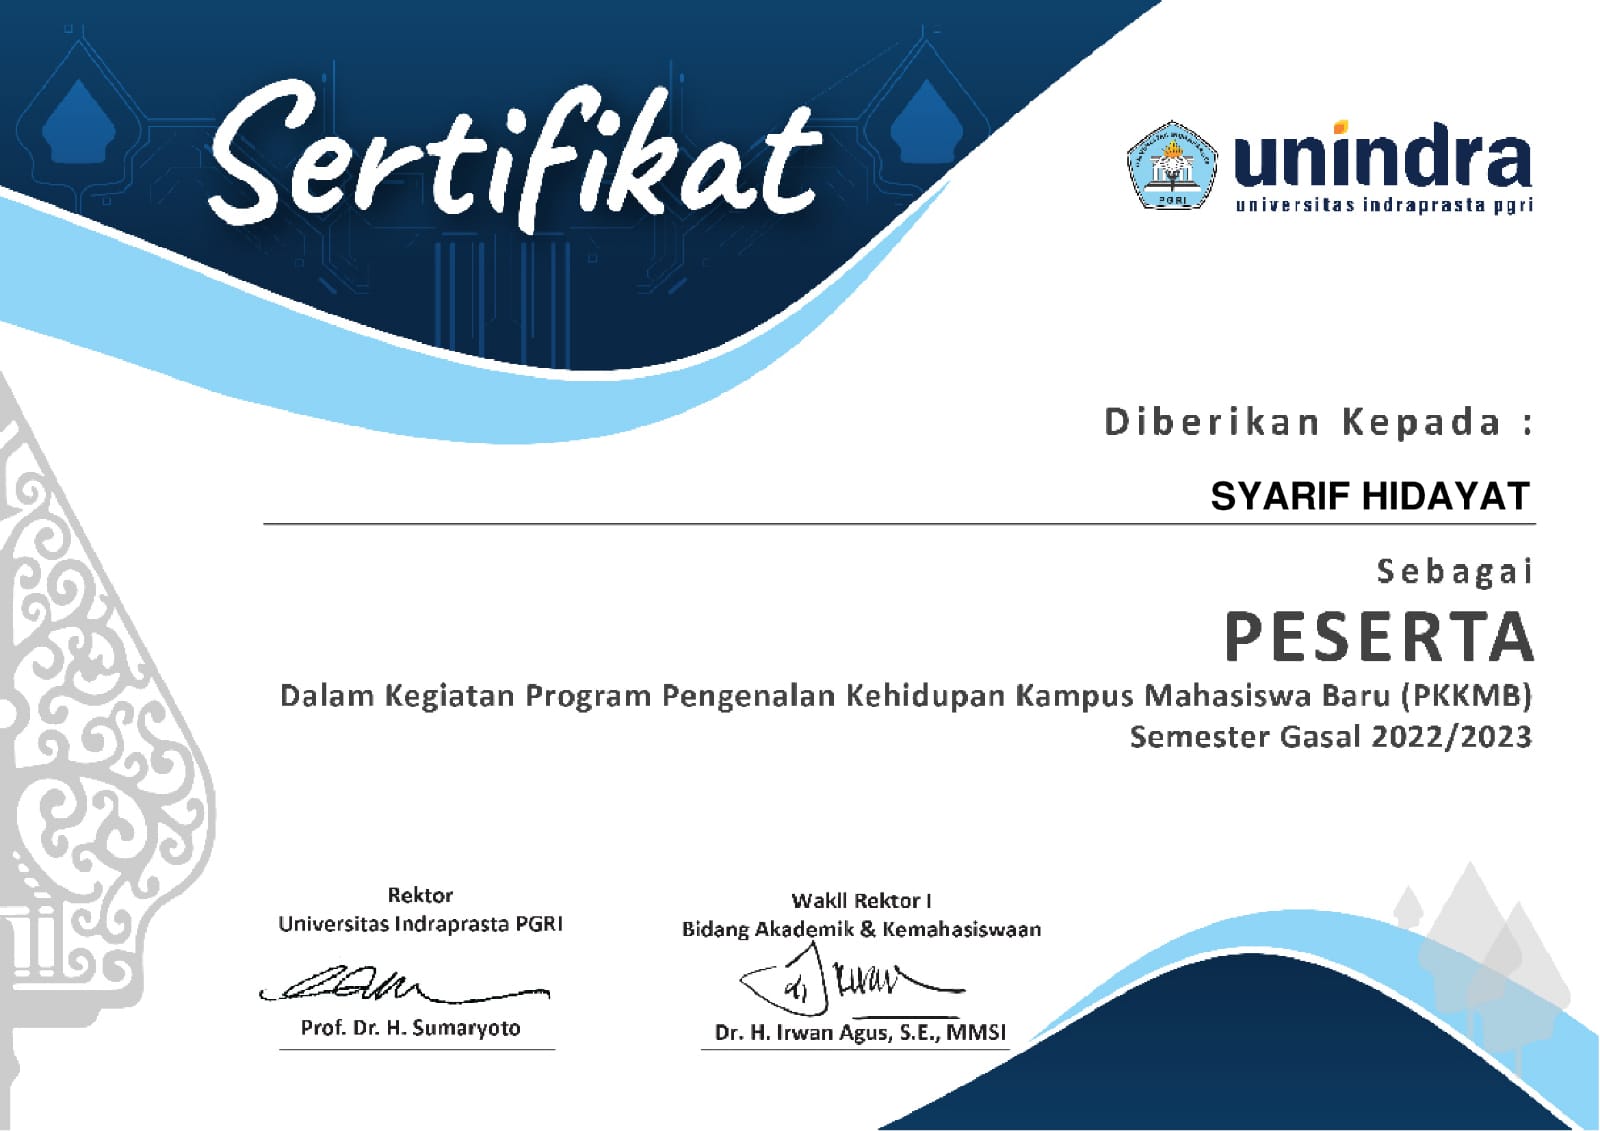 Sertifikat
unindra
universitas indraprasta pgri
PGRI
Diberikan Kepada :
SYARIF HIDAYAT
Sebagai
PESERTA
Dalam Kegiatan Program Pengenalan Kehidupan Kampus Mahasiswa Baru (PKKMB)
Semester Gasal 2022/2023
Rektor
Universitas Indraprasta PGRI
Prof. Dr. H. Sumaryoto
Wakil Rektor I
Bidang Akademik & Kemahasiswaan
Dr. H. Irwan Agus, S.E., MMSI